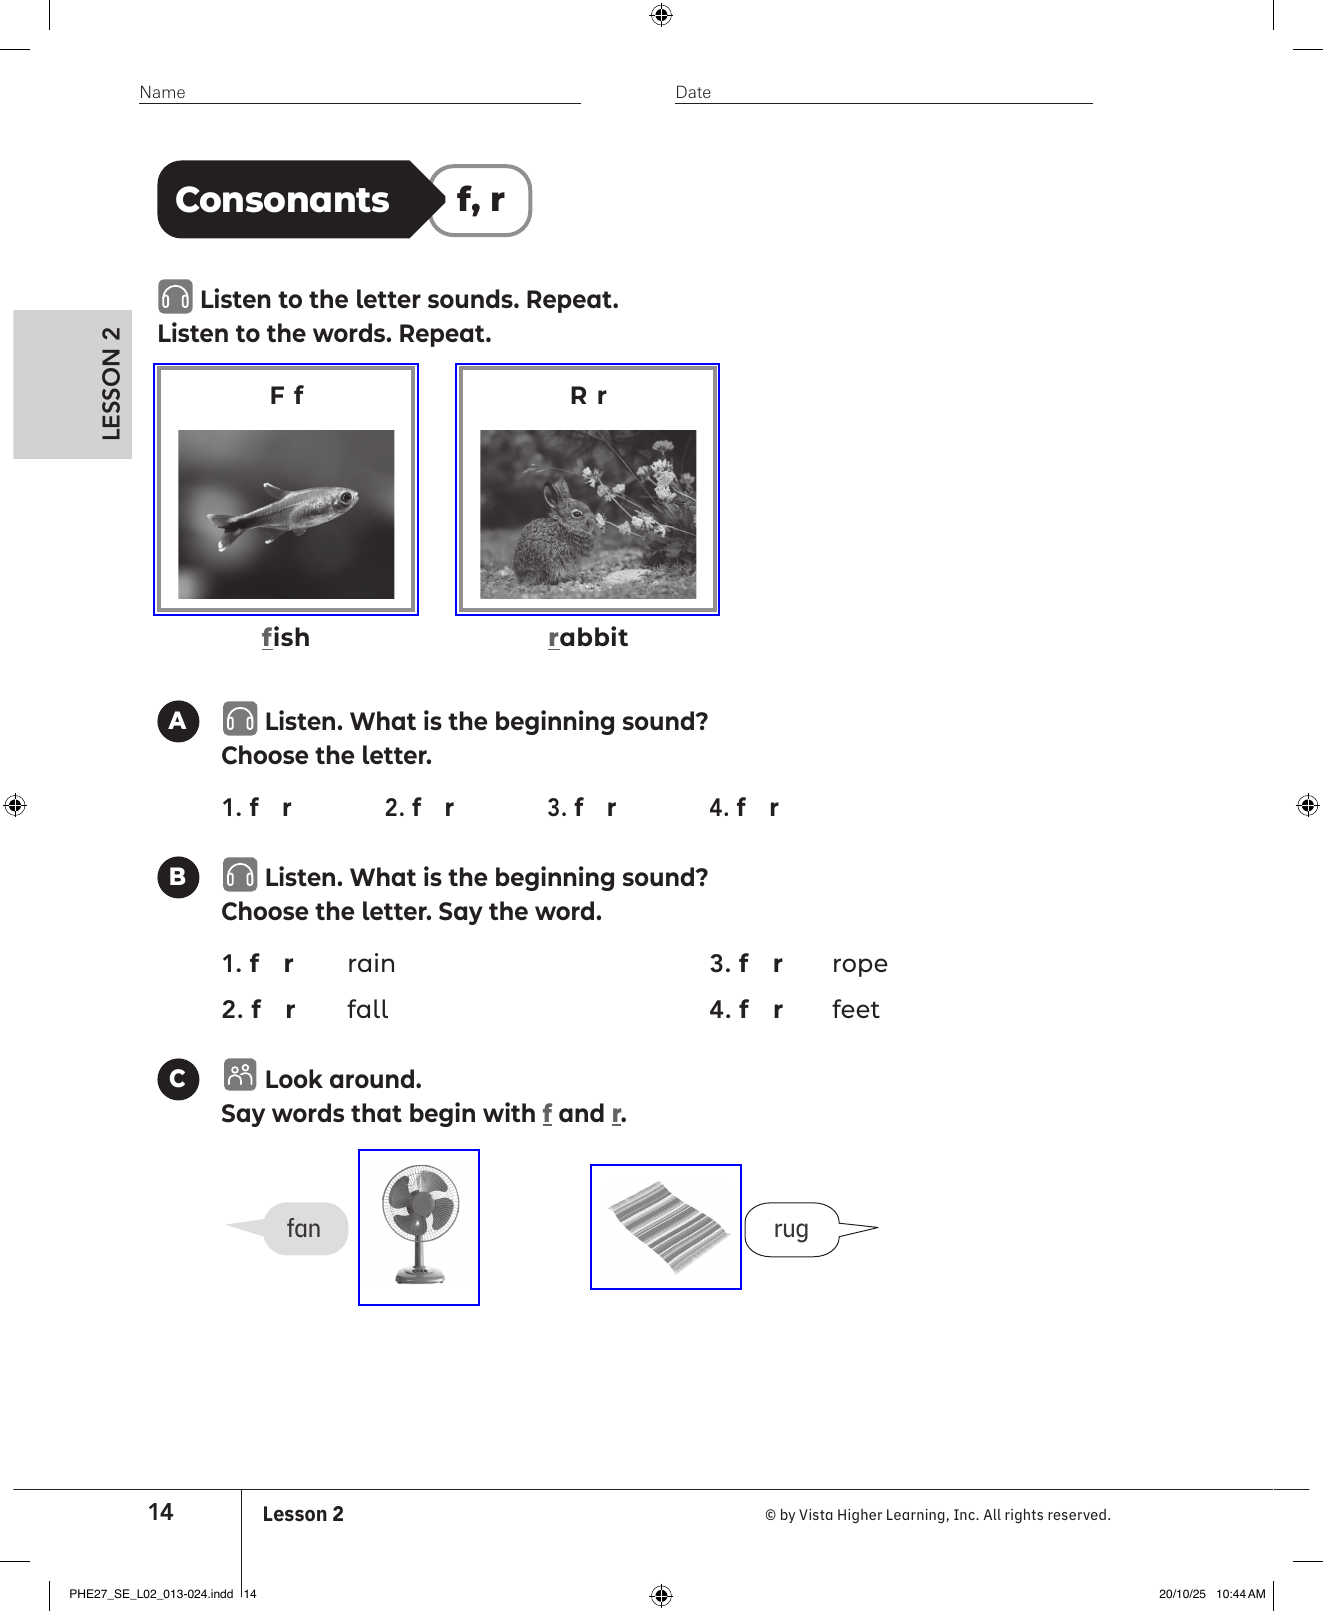 Name Date
Consonants f, r
Listen to the letter sounds. Repeat.
Listen to the words. Repeat.
LESSON 2
F f R r
fish rabbit
A Listen. What is the beginning sound?
Choose the letter.
1. f r 2. f r 3. f r 4. f r
B Listen. What is the beginning sound?
Choose the letter. Say the word.
1. f r rain 3. f r rope
2. f r fall 4. f r feet
C Look around.
Say words that begin with f and r.
fan rug
14 Lesson 2 © by Vista Higher Learning, Inc. All rights reserved.
PHE27_SE_L02_013-024.indd 14 20/10/25 10:44 AM